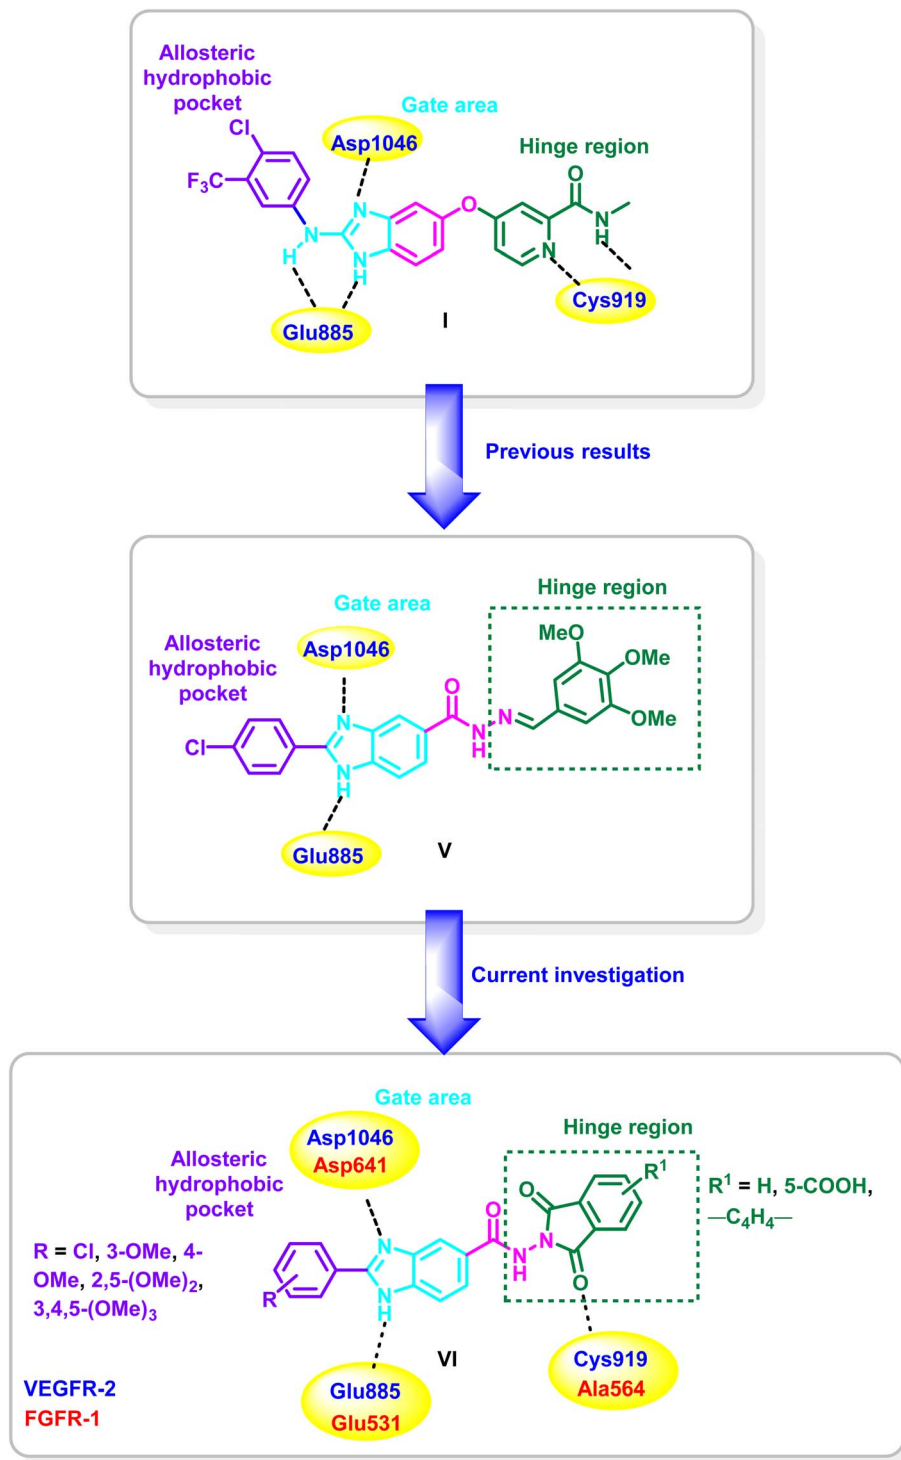 Allosteric
hydrophobic
pocket
Gate area
Asp1046
Hinge region
Cl
F₃C
N
H
N
N
H
O
N
O
N
H
Glu885
Cys919
I
Previous results
Hinge region
Gate area
Allosteric
hydrophobic
pocket
Asp1046
MeO
OMe
OMe
O
N
N
H
Cl
N
N
H
Glu885
V
Current investigation
Gate area
Asp1046
Asp641
Hinge region
Allosteric
hydrophobic
pocket
R¹
R¹ = H, 5-COOH,
—C₄H₄—
O
O
N
N
H
O
R = Cl, 3-OMe, 4-
OMe, 2,5-(OMe)₂,
3,4,5-(OMe)₃
R
N
N
H
VI
Cys919
Ala564
Glu885
Glu531
VEGFR-2
FGFR-1